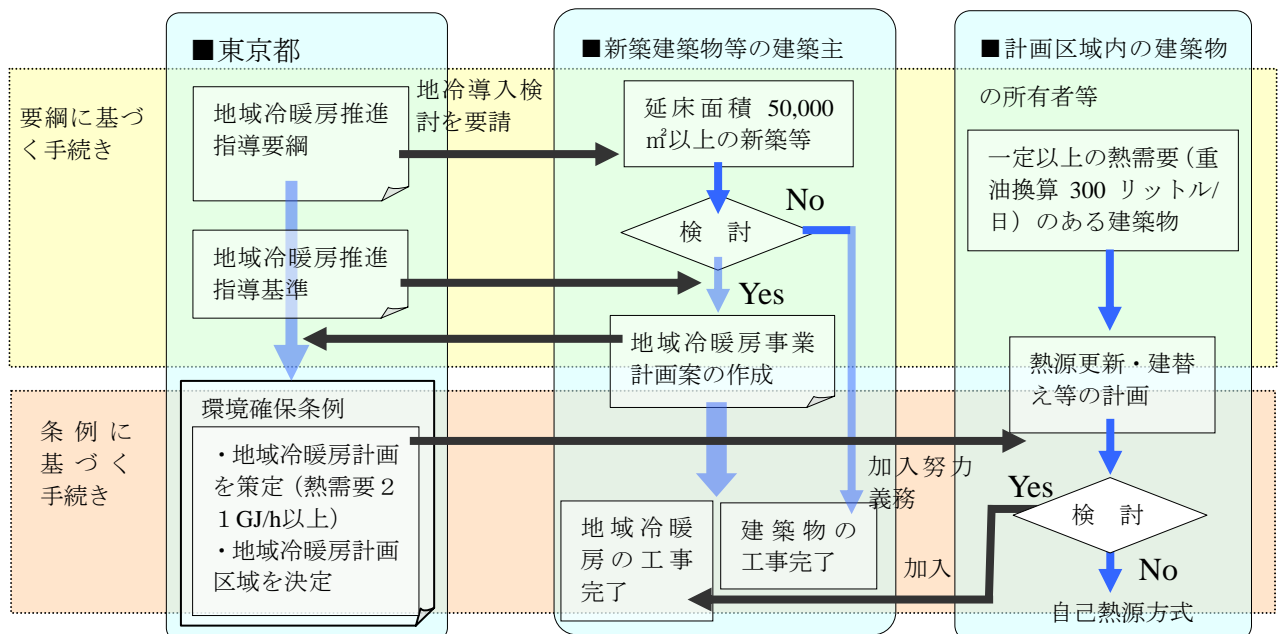 ■東京都
■新築建築物等の建築主
■計画区域内の建築物
の所有者等
要綱に基づ
く手続き
地域冷暖房推進
指導要綱
地冷導入検
討を要請
延床面積 50,000
㎡以上の新築等
一定以上の熱需要（重
油換算 300 リットル/
日）のある建築物
検 討
No
Yes
地域冷暖房推進
指導基準
地域冷暖房事業
計画案の作成
熱源更新・建替
え等の計画
条例に
基づく
手続き
環境確保条例
・地域冷暖房計画
を策定（熱需要２
１GJ/h以上）
・地域冷暖房計画
区域を決定
加入努力
義務
地域冷暖
房の工事
完了
建築物の
工事完了
Yes
検 討
加入
No
自己熱源方式